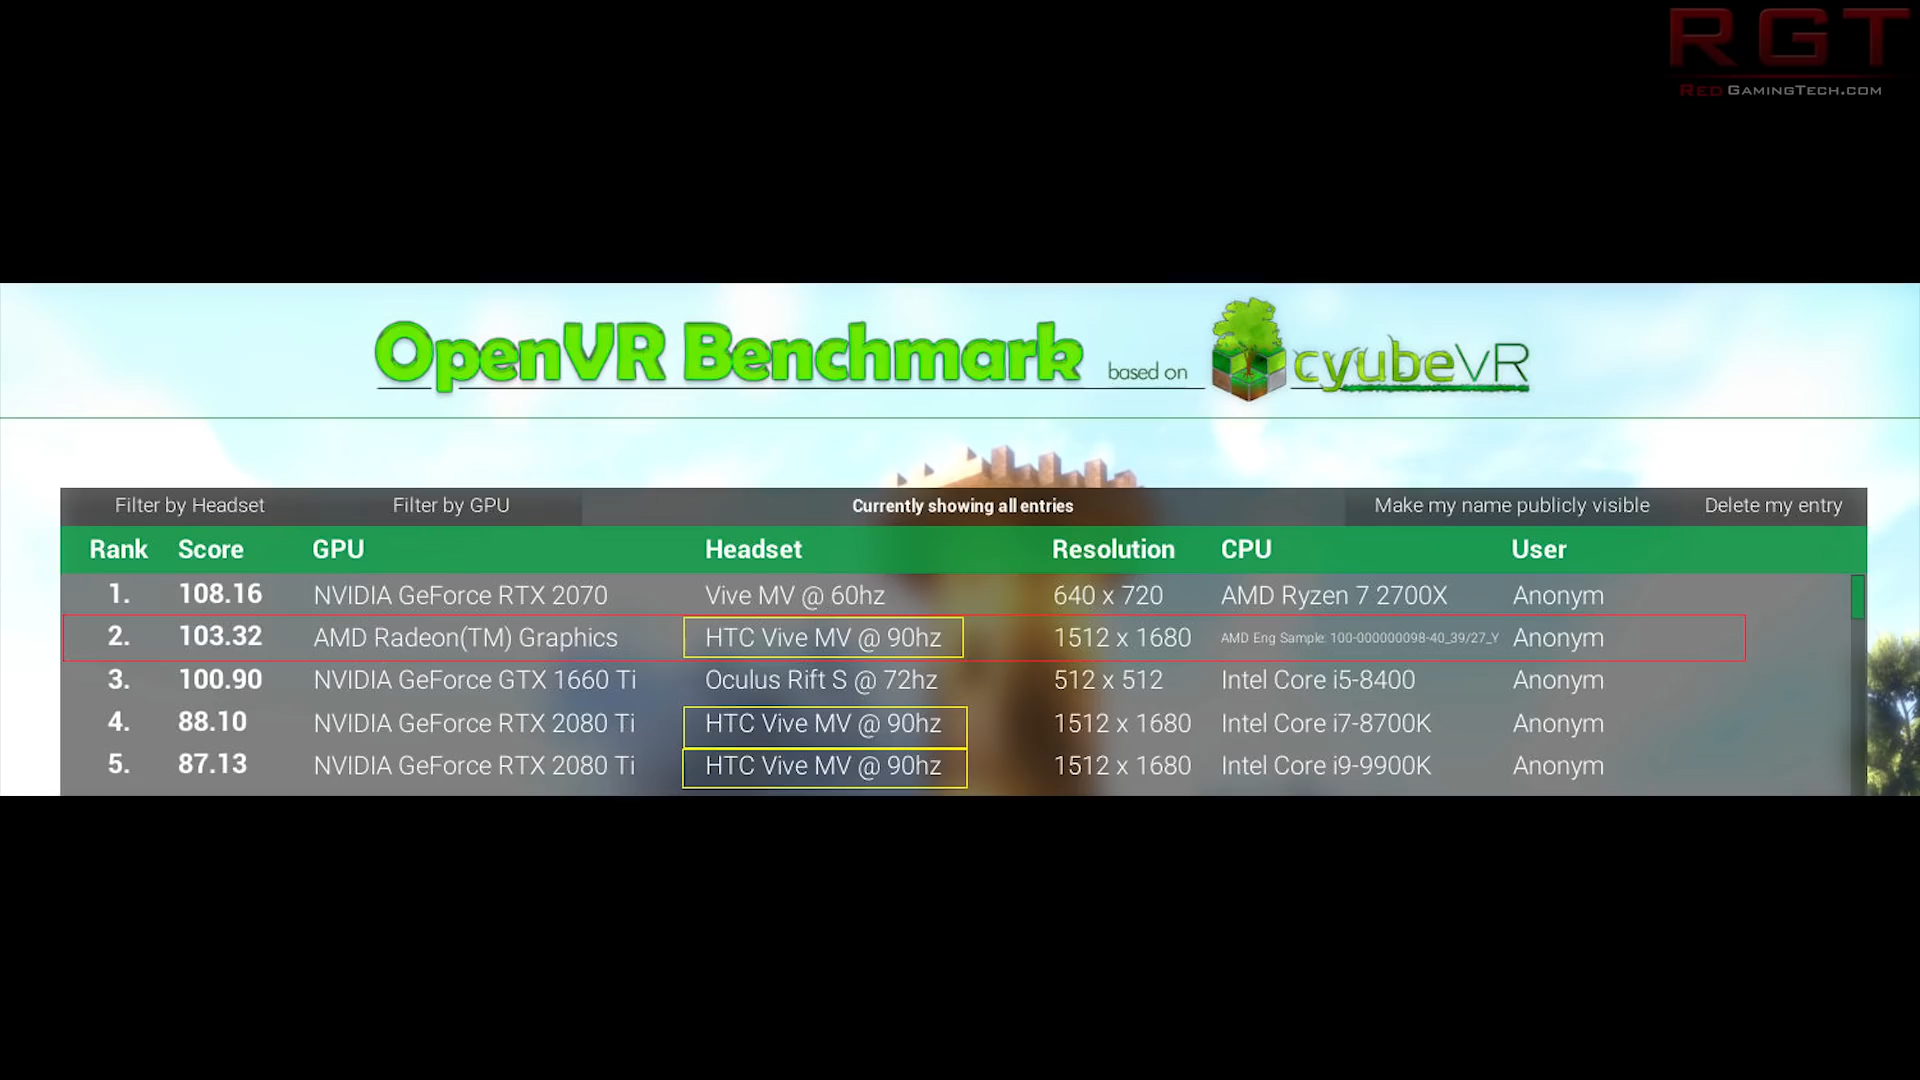 RGT
RedGamingTech.com
OpenVR Benchmark based on cyubeVR
Filter by Headset Filter by GPU Currently showing all entries Make my name publicly visible Delete my entry
Rank Score GPU Headset Resolution CPU User
1. 108.16 NVIDIA GeForce RTX 2070 Vive MV @ 60hz 640 x 720 AMD Ryzen 7 2700X Anonym
2. 103.32 AMD Radeon(TM) Graphics HTC Vive MV @ 90hz 1512 x 1680 AMD Eng Sample: 100-000000098-40_39/27_Y Anonym
3. 100.90 NVIDIA GeForce GTX 1660 Ti Oculus Rift S @ 72hz 512 x 512 Intel Core i5-8400 Anonym
4. 88.10 NVIDIA GeForce RTX 2080 Ti HTC Vive MV @ 90hz 1512 x 1680 Intel Core i7-8700K Anonym
5. 87.13 NVIDIA GeForce RTX 2080 Ti HTC Vive MV @ 90hz 1512 x 1680 Intel Core i9-9900K Anonym